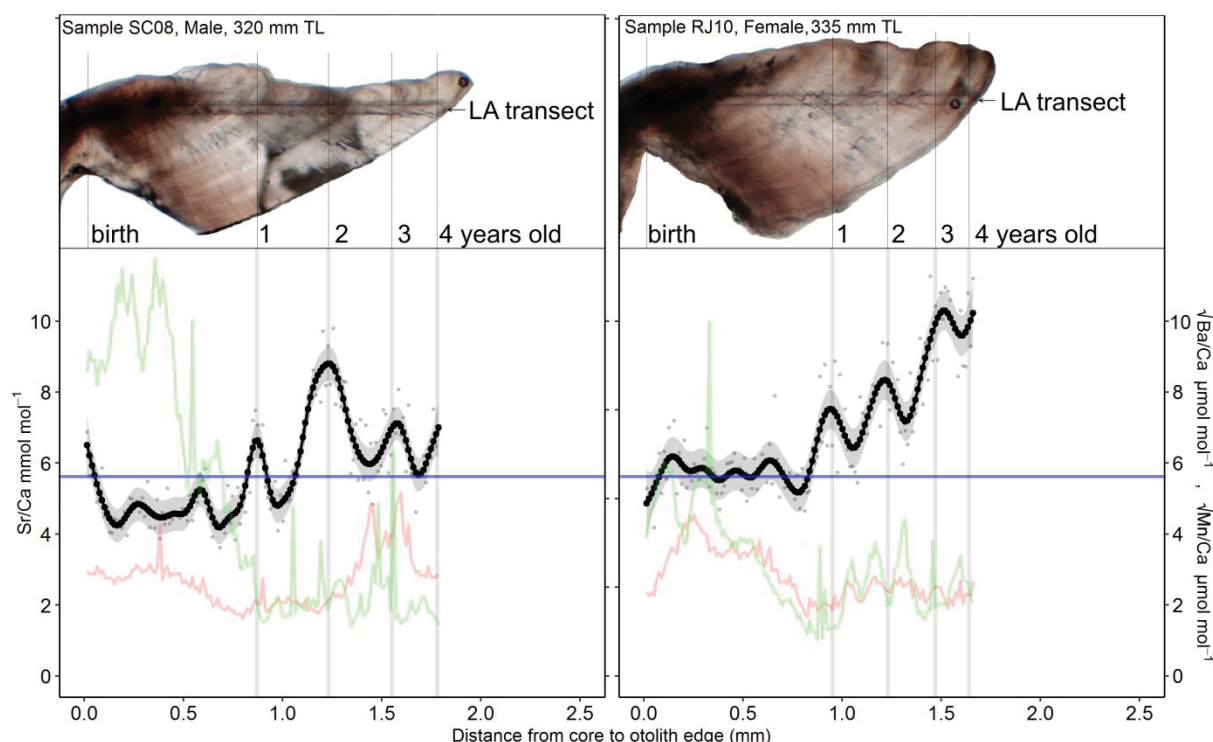 Sample SC08, Male, 320 mm TL
LA transect
birth 1 2 3 4 years old
Sample RJ10, Female, 335 mm TL
LA transect
birth 1 2 3 4 years old
Sr/Ca mmol mol⁻¹
10
8
6
4
2
0
0.0 0.5 1.0 1.5 2.0 2.5
0.0 0.5 1.0 1.5 2.0 2.5
10
8
6
4
2
0
√Ba/Ca μmol mol⁻¹ , √Mn/Ca μmol mol⁻¹
Distance from core to otolith edge (mm)